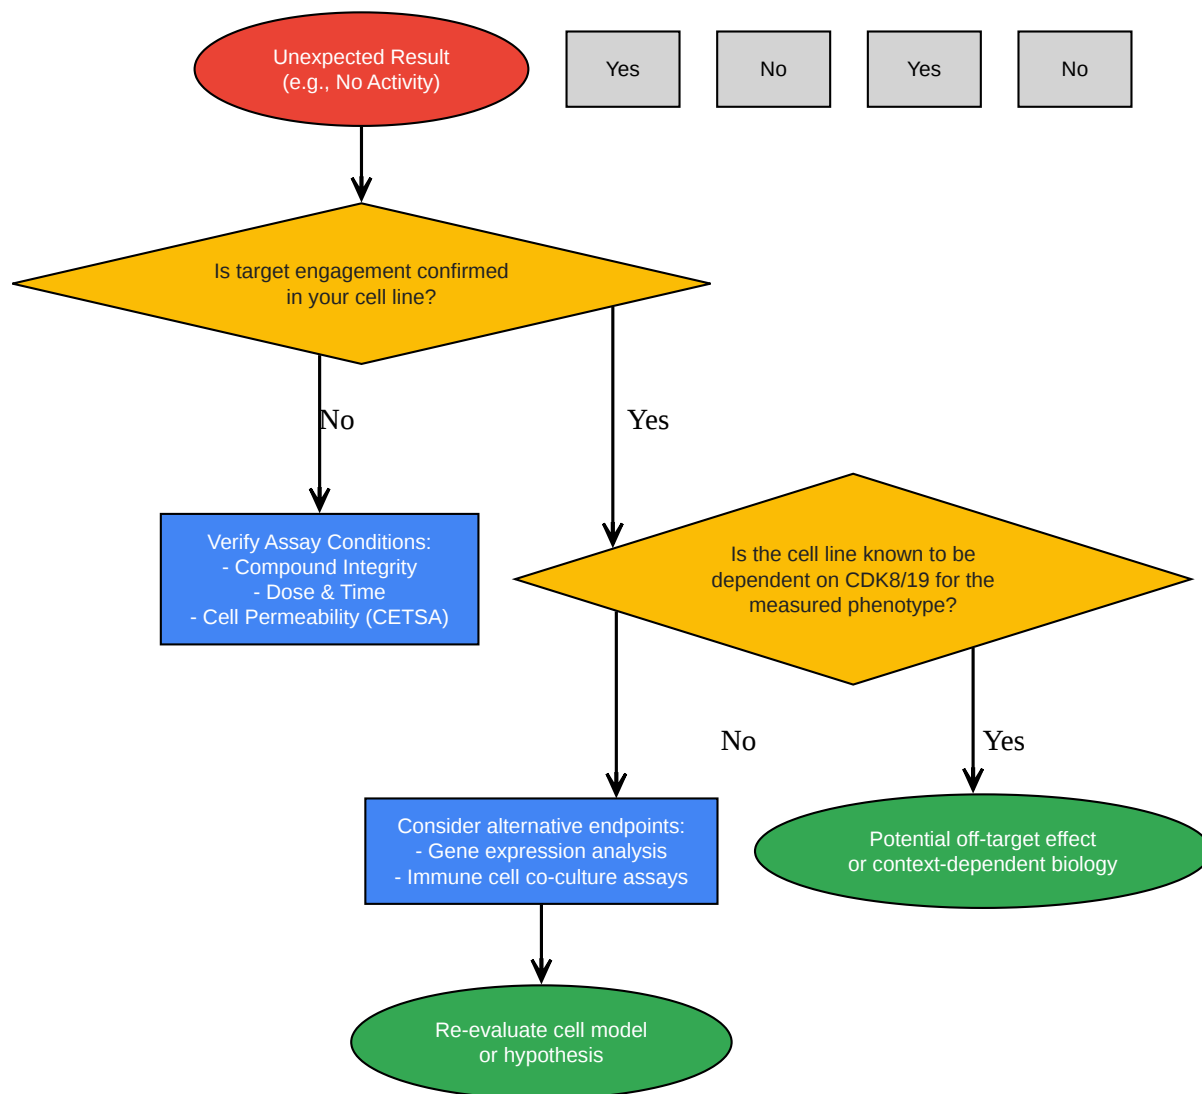 Unexpected Result
(e.g., No Activity)
Yes
No
Yes
No
Is target engagement confirmed
in your cell line?
No
Yes
Verify Assay Conditions:
- Compound Integrity
- Dose & Time
- Cell Permeability (CETSA)
Is the cell line known to be
dependent on CDK8/19 for the
measured phenotype?
No
Yes
Consider alternative endpoints:
- Gene expression analysis
- Immune cell co-culture assays
Potential off-target effect
or context-dependent biology
Re-evaluate cell model
or hypothesis